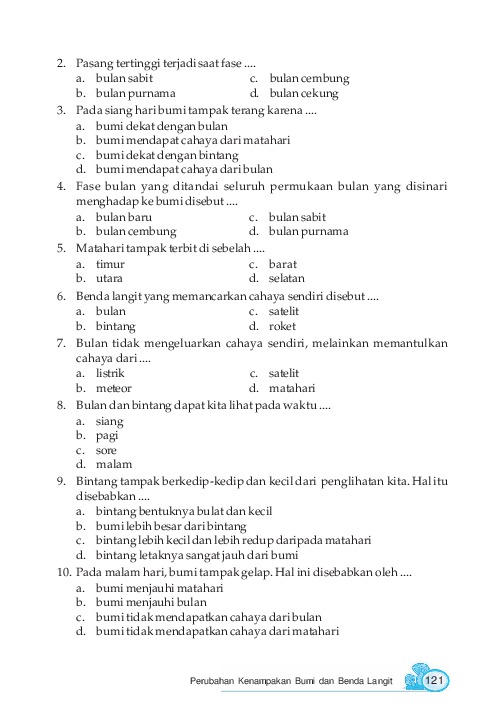 2. Pasang tertinggi terjadi saat fase ....
a. bulan sabit c. bulan cembung
b. bulan purnama d. bulan cekung
3. Pada siang hari bumi tampak terang karena ....
a. bumi dekat dengan bulan
b. bumi mendapat cahaya dari matahari
c. bumi dekat dengan bintang
d. bumi mendapat cahaya dari bulan
4. Fase bulan yang ditandai seluruh permukaan bulan yang disinari
menghadap ke bumi disebut ....
a. bulan baru c. bulan sabit
b. bulan cembung d. bulan purnama
5. Matahari tampak terbit di sebelah ....
a. timur c. barat
b. utara d. selatan
6. Benda langit yang memancarkan cahaya sendiri disebut ....
a. bulan c. satelit
b. bintang d. roket
7. Bulan tidak mengeluarkan cahaya sendiri, melainkan memantulkan
cahaya dari ....
a. listrik c. satelit
b. meteor d. matahari
8. Bulan dan bintang dapat kita lihat pada waktu ....
a. siang
b. pagi
c. sore
d. malam
9. Bintang tampak berkedip-kedip dan kecil dari penglihatan kita. Hal itu
disebabkan ....
a. bintang bentuknya bulat dan kecil
b. bumi lebih besar dari bintang
c. bintang lebih kecil dan lebih redup daripada matahari
d. bintang letaknya sangat jauh dari bumi
10. Pada malam hari, bumi tampak gelap. Hal ini disebabkan oleh ....
a. bumi menjauhi matahari
b. bumi menjauhi bulan
c. bumi tidak mendapatkan cahaya dari bulan
d. bumi tidak mendapatkan cahaya dari matahari
Perubahan Kenampakan Bumi dan Benda Langit 121